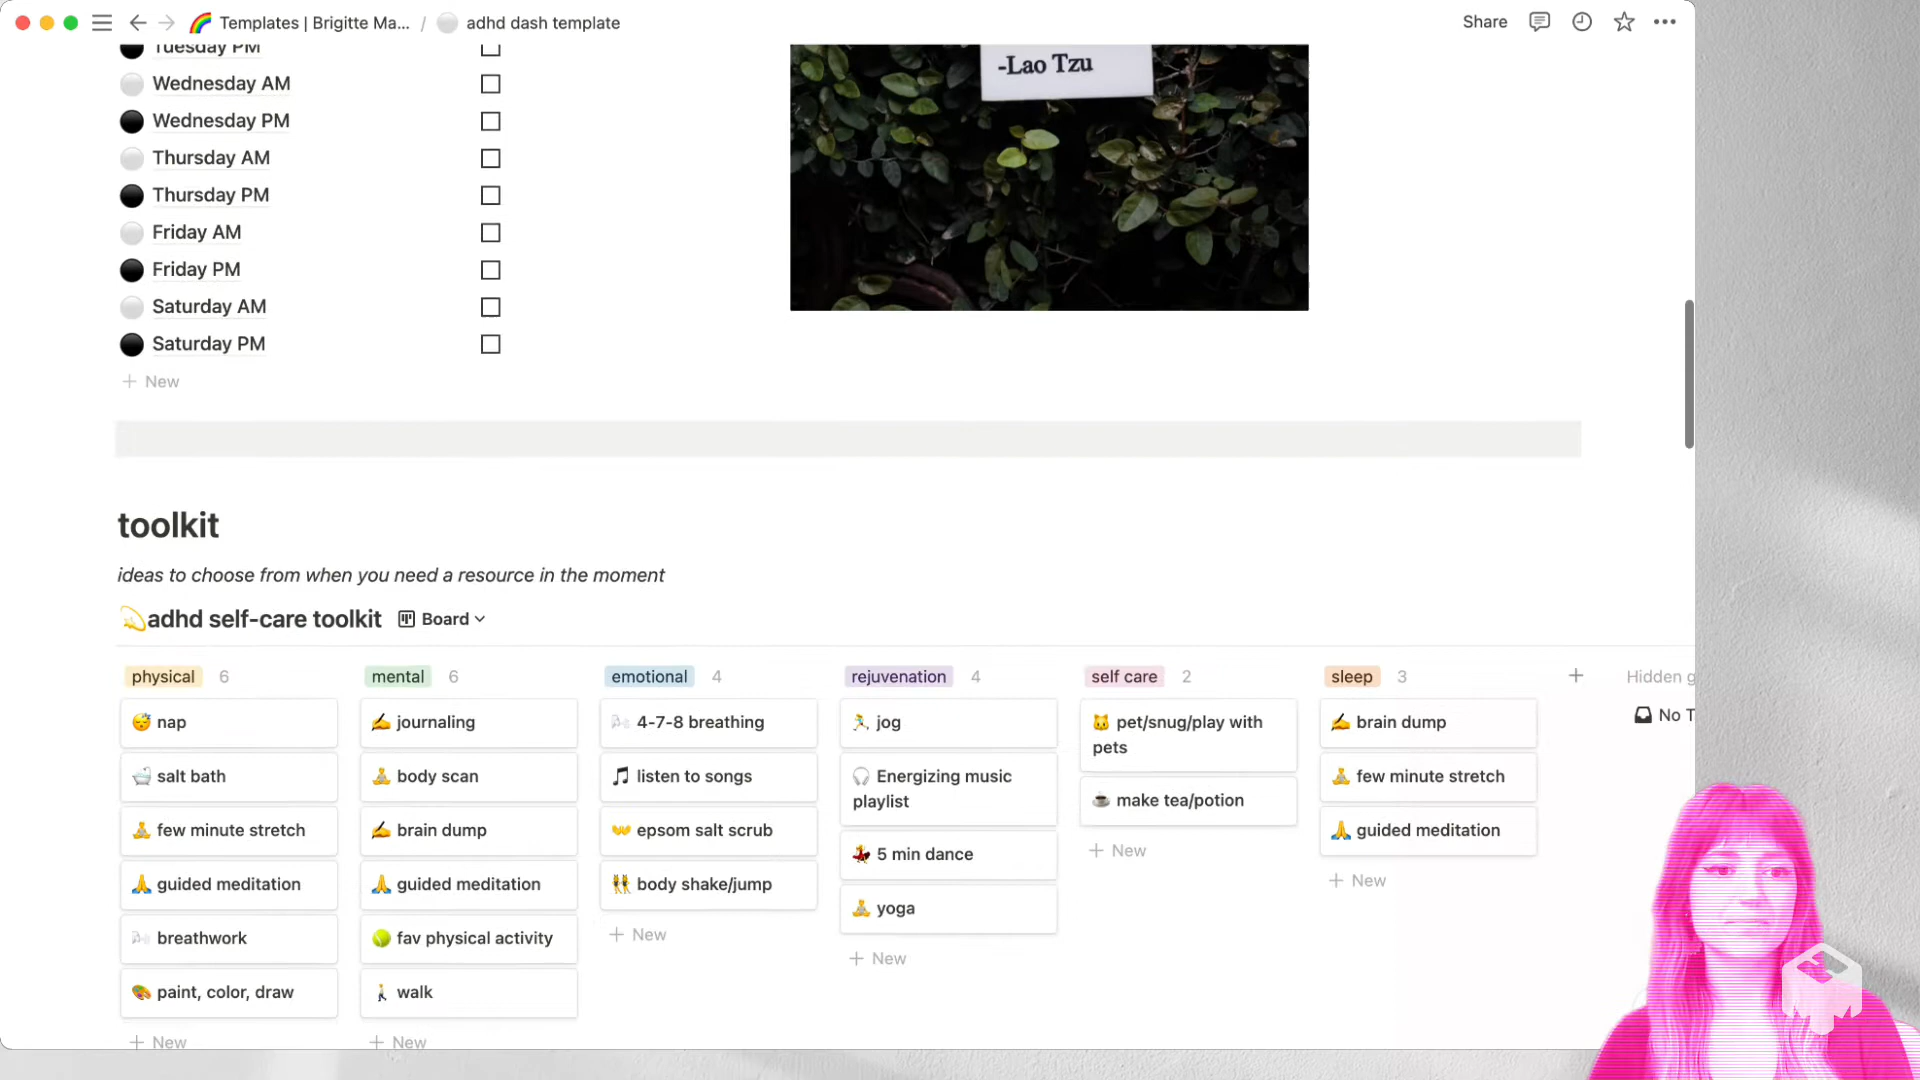 Templates | Brigitte Ma... / adhd dash template
Share
Tuesday PM
Wednesday AM
Wednesday PM
Thursday AM
Thursday PM
Friday AM
Friday PM
Saturday AM
Saturday PM
New
-Lao Tzu
toolkit
ideas to choose from when you need a resource in the moment
adhd self-care toolkit Board
physical 6
nap
salt bath
few minute stretch
guided meditation
breathwork
paint, color, draw
New
mental 6
journaling
body scan
brain dump
guided meditation
fav physical activity
walk
New
emotional 4
4-7-8 breathing
listen to songs
epsom salt scrub
body shake/jump
New
rejuvenation 4
jog
Energizing music
playlist
5 min dance
yoga
New
self care 2
pet/snug/play with
pets
make tea/potion
New
sleep 3
brain dump
few minute stretch
guided meditation
New
Hidden g
No T